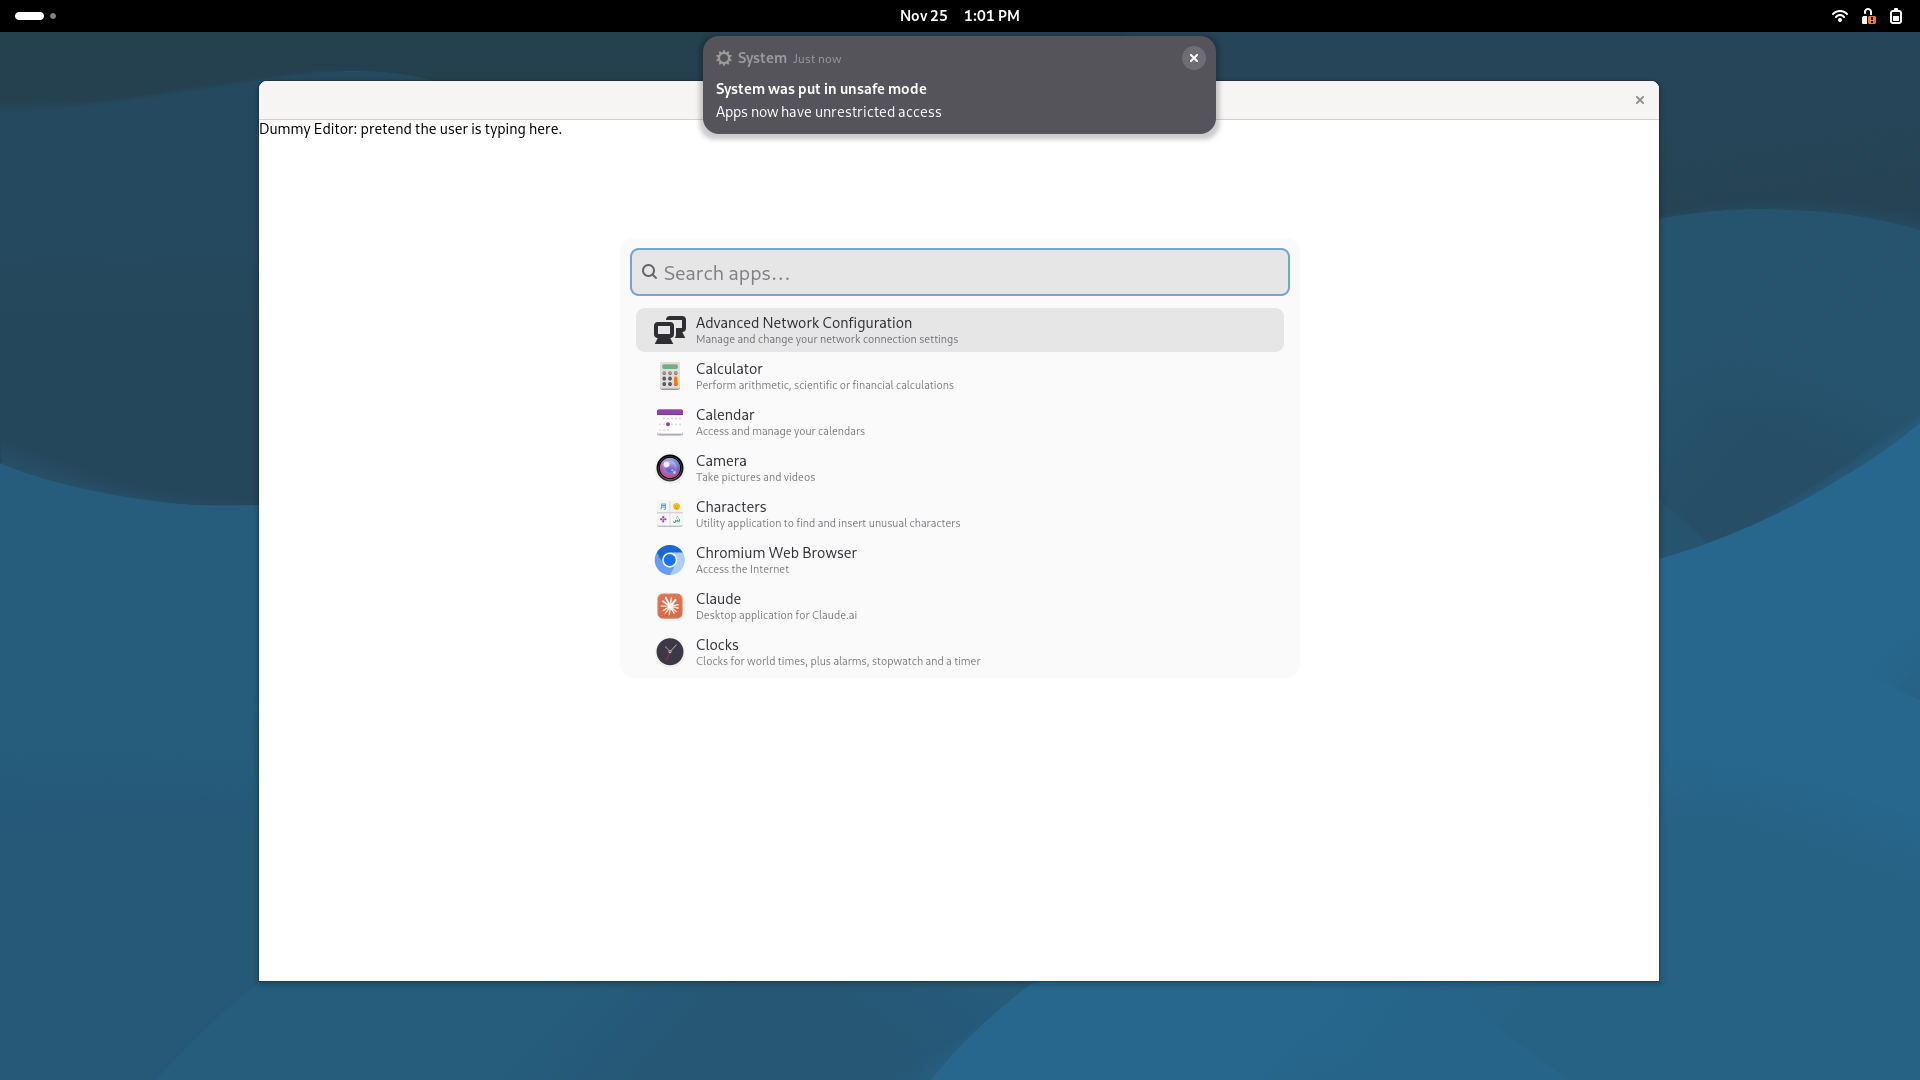 Nov 25 1:01 PM
System Just now
System was put in unsafe mode
Apps now have unrestricted access
Dummy Editor: pretend the user is typing here.
Search apps…
Advanced Network Configuration
Manage and change your network connection settings
Calculator
Perform arithmetic, scientific or financial calculations
Calendar
Access and manage your calendars
Camera
Take pictures and videos
Characters
Utility application to find and insert unusual characters
Chromium Web Browser
Access the Internet
Claude
Desktop application for Claude.ai
Clocks
Clocks for world times, plus alarms, stopwatch and a timer